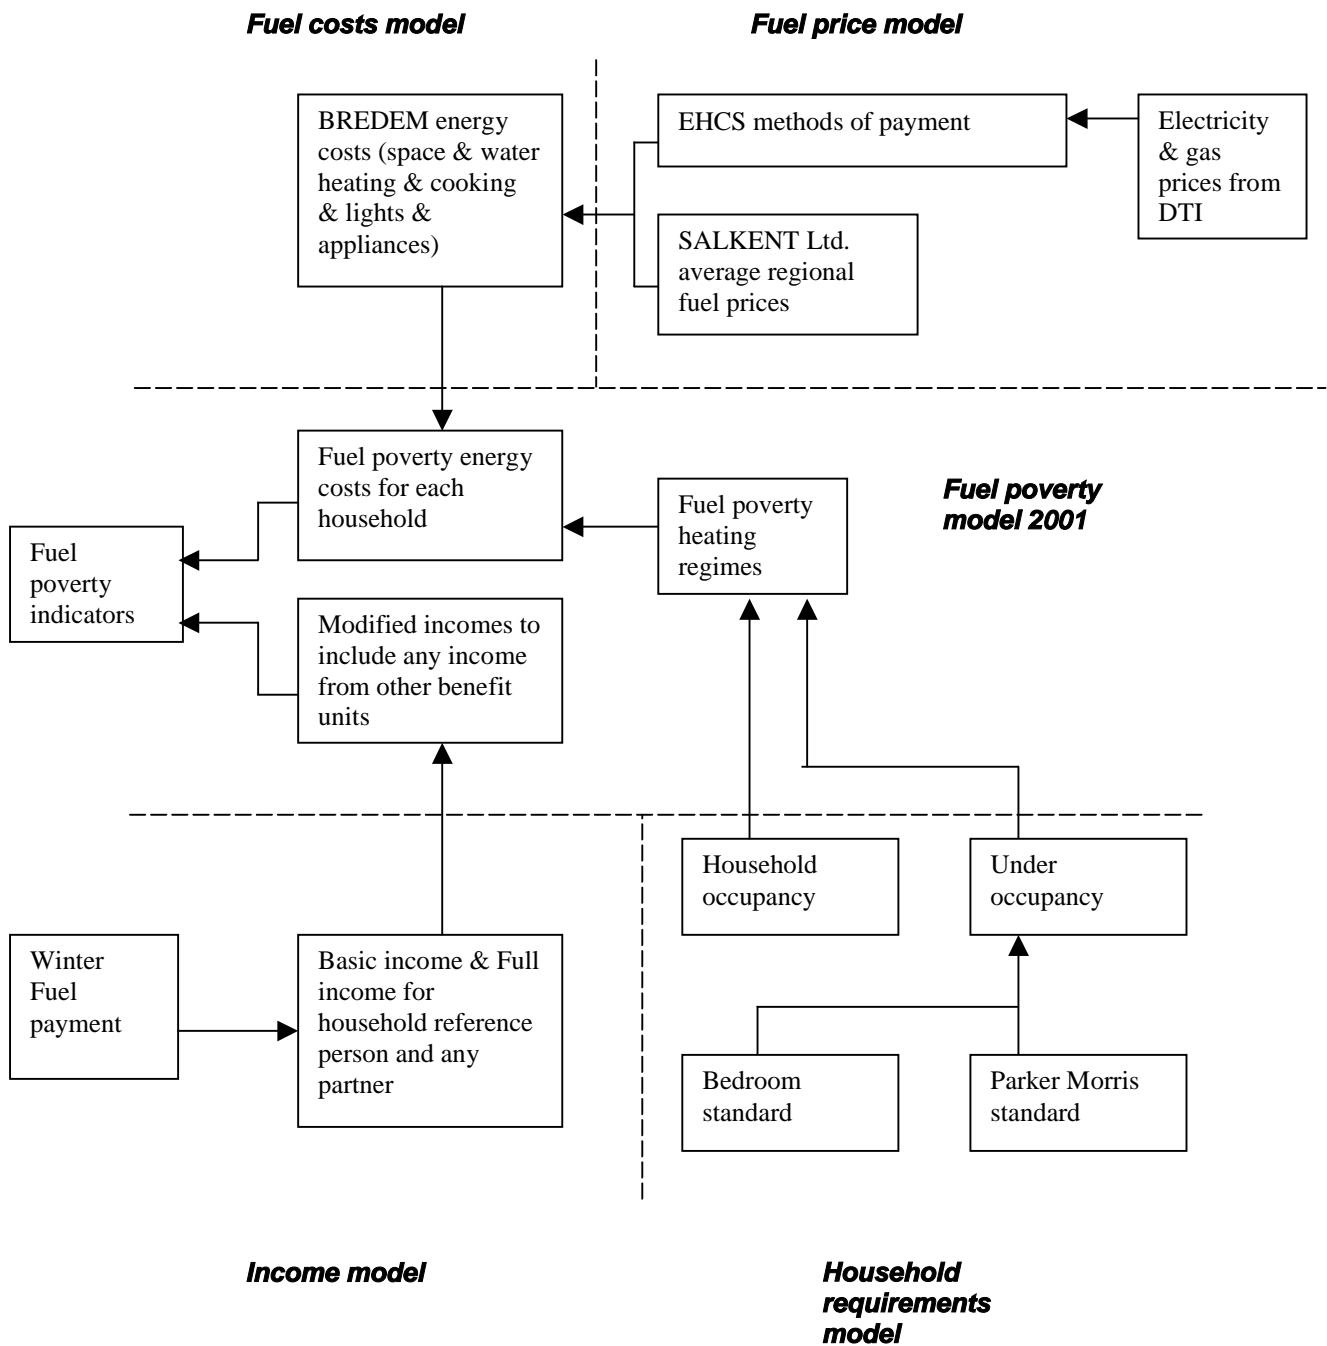 Fuel costs model
Fuel price model
BREDEM energy
costs (space & water
heating & cooking
& lights &
appliances)
EHCS methods of payment
Electricity
& gas
prices from
DTI
SALKENT Ltd.
average regional
fuel prices
Fuel poverty energy
costs for each
household
Fuel poverty
heating
regimes
Fuel poverty
model 2001
Fuel
poverty
indicators
Modified incomes to
include any income
from other benefit
units
Household
occupancy
Under
occupancy
Winter
Fuel
payment
Basic income & Full
income for
household reference
person and any
partner
Bedroom
standard
Parker Morris
standard
Income model
Household
requirements
model